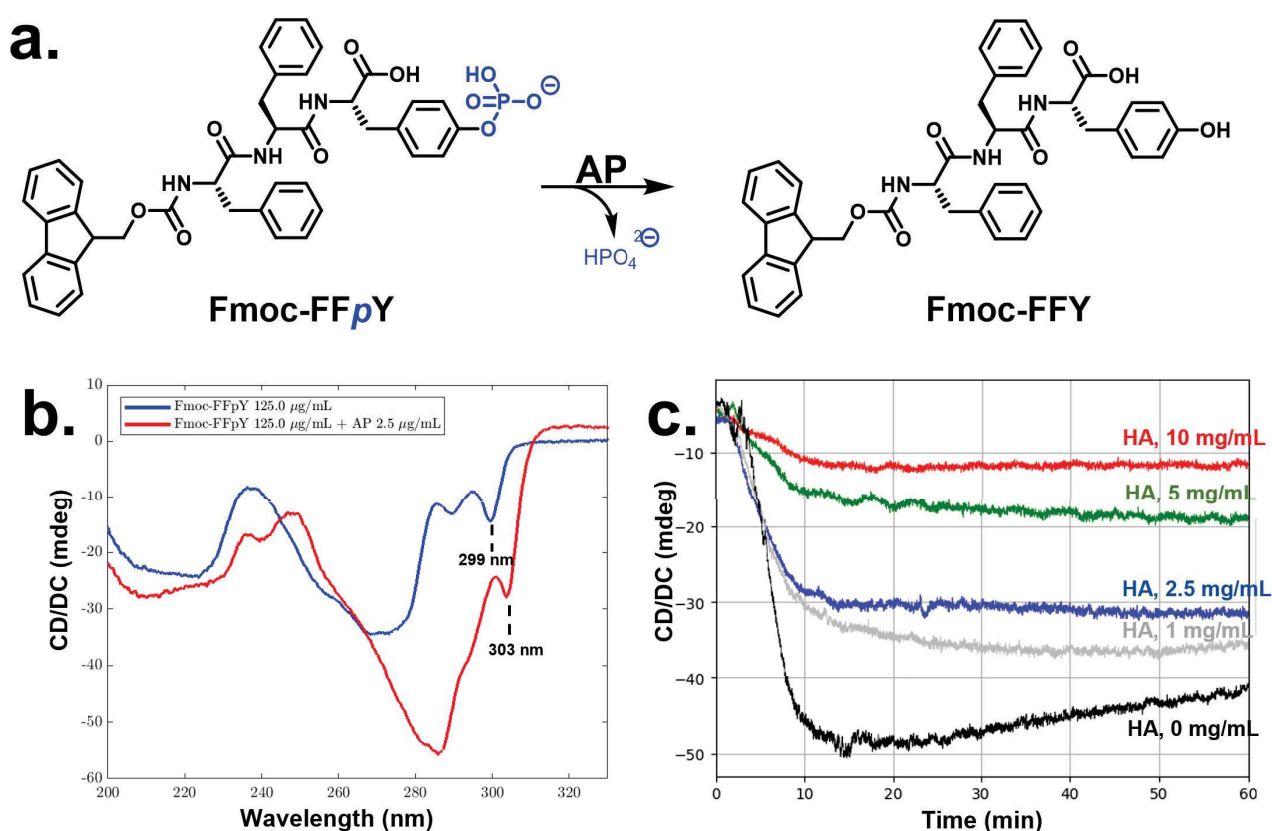 a.
O
OH
HO
O=P-O⊖
O
HN
O
O
NH
HN
O
O
O
Fmoc-FFpY
AP
HPO₄ 2⊖
O
OH
HN
OH
O
O
NH
HN
O
O
O
Fmoc-FFY
b.
Fmoc-FFpY 125.0 μg/mL
Fmoc-FFpY 125.0 μg/mL + AP 2.5 μg/mL
10
0
-10
-20
-30
-40
-50
-60
CD/DC (mdeg)
299 nm
303 nm
200 220 240 260 280 300 320
Wavelength (nm)
c.
HA, 10 mg/mL
HA, 5 mg/mL
HA, 2.5 mg/mL
HA, 1 mg/mL
HA, 0 mg/mL
−10
−20
−30
−40
−50
CD/DC (mdeg)
0 10 20 30 40 50 60
Time (min)